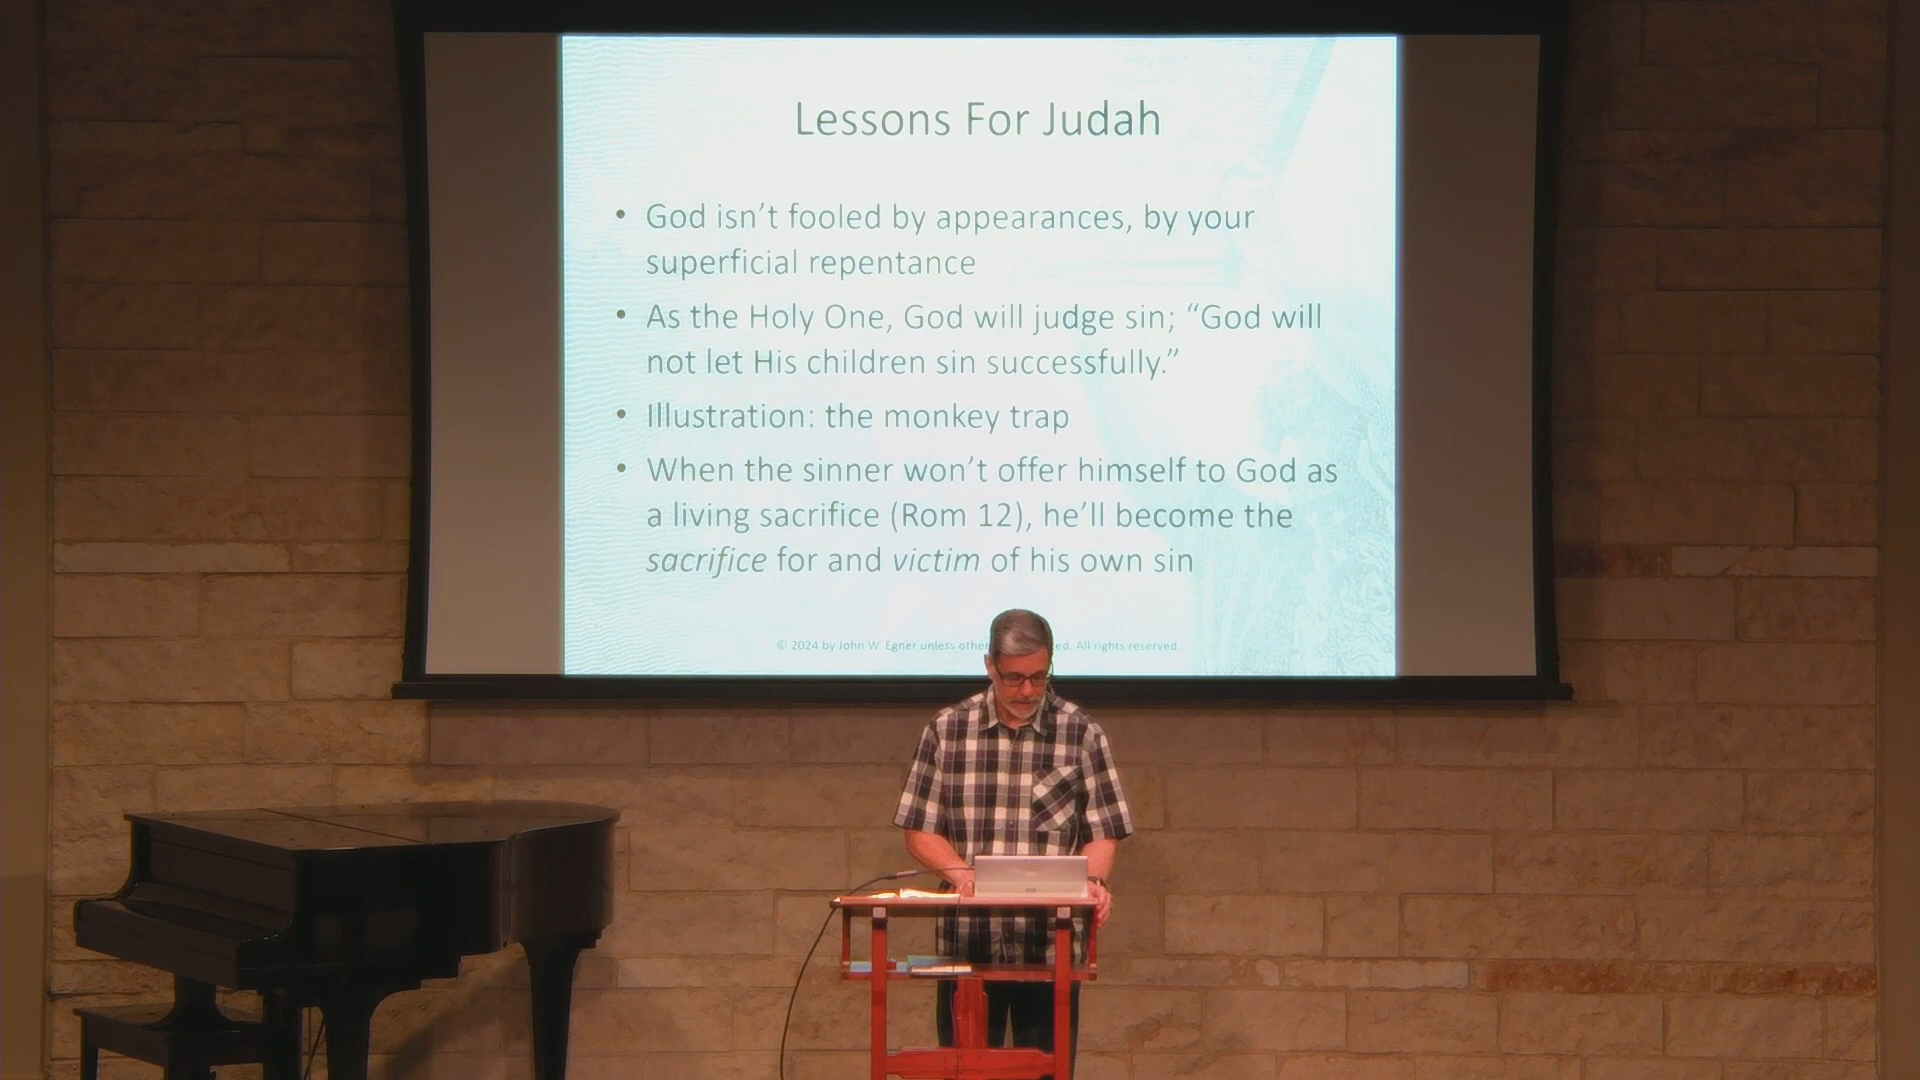 Lessons For Judah
• God isn’t fooled by appearances, by your
superficial repentance
• As the Holy One, God will judge sin; “God will
not let His children sin successfully.”
• Illustration: the monkey trap
• When the sinner won’t offer himself to God as
a living sacrifice (Rom 12), he’ll become the
sacrifice for and victim of his own sin
© 2024 by John W. Egner unless All rights reserved.